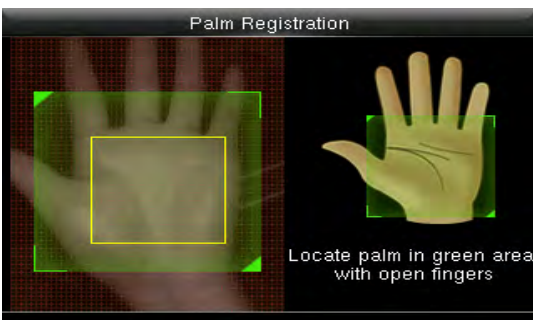 Palm Registration
Locate palm in green area
with open fingers